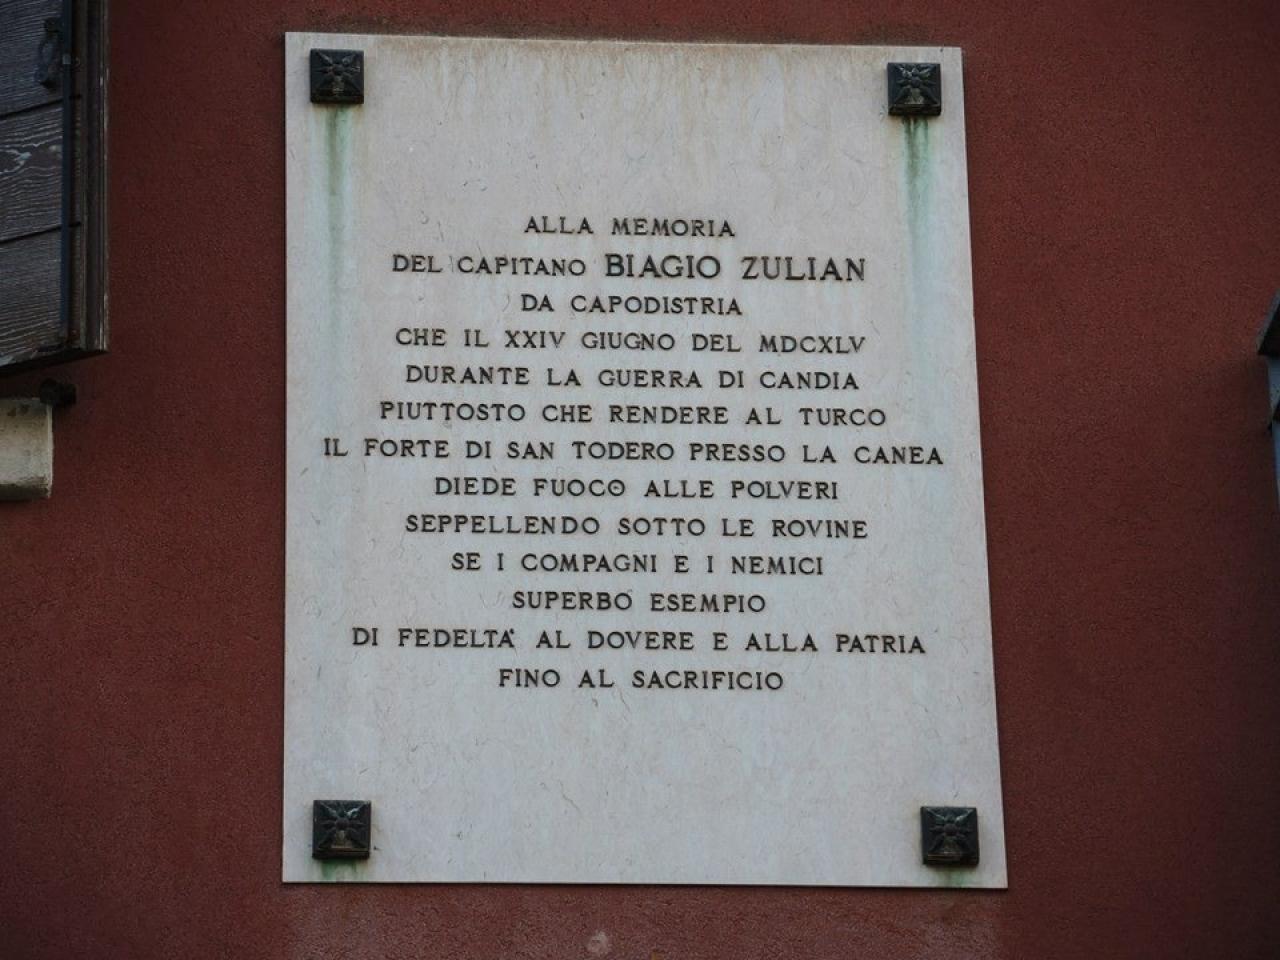 ALLA MEMORIA
DEL CAPITANO BIAGIO ZULIAN
DA CAPODISTRIA
CHE IL XXIV GIUGNO DEL MDCXLV
DURANTE LA GUERRA DI CANDIA
PIUTTOSTO CHE RENDERE AL TURCO
IL FORTE DI SAN TODERO PRESSO LA CANEA
DIEDE FUOCO ALLE POLVERI
SEPPELLENDO SOTTO LE ROVINE
SE I COMPAGNI E I NEMICI
SUPERBO ESEMPIO
DI FEDELTA' AL DOVERE E ALLA PATRIA
FINO AL SACRIFICIO